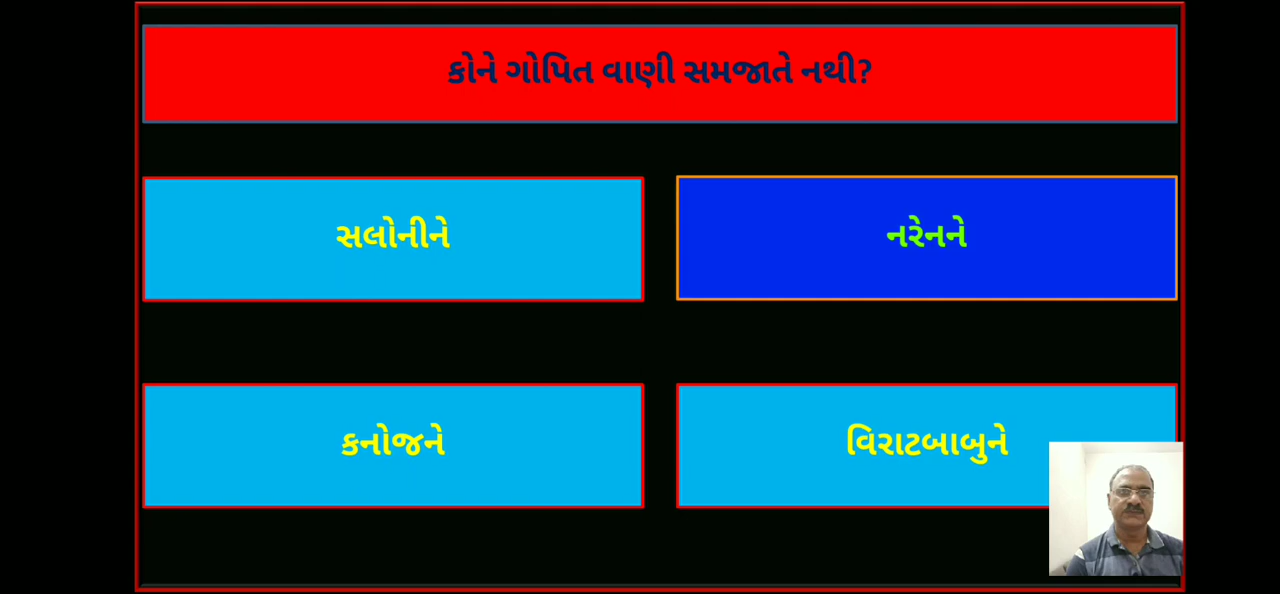 કોને ગોપિત વાણી સમજાતે નથી?
સલોનીને
નરેનને
કનોજને
વિરાટબાબુને